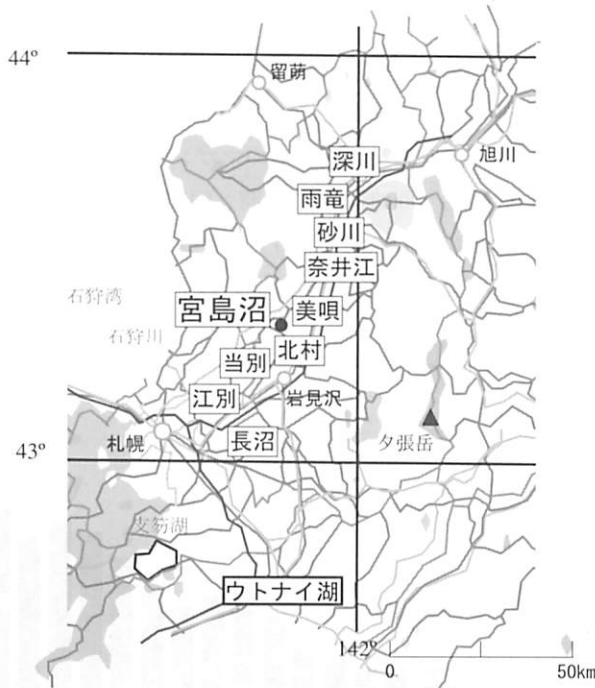 44°
留萌
深川
旭川
雨竜
砂川
奈井江
石狩湾
宮島沼
美唄
石狩川
北村
当別
岩見沢
江別
札幌
長沼
夕張岳
43°
支笏湖
ウトナイ湖
142°
0
50km